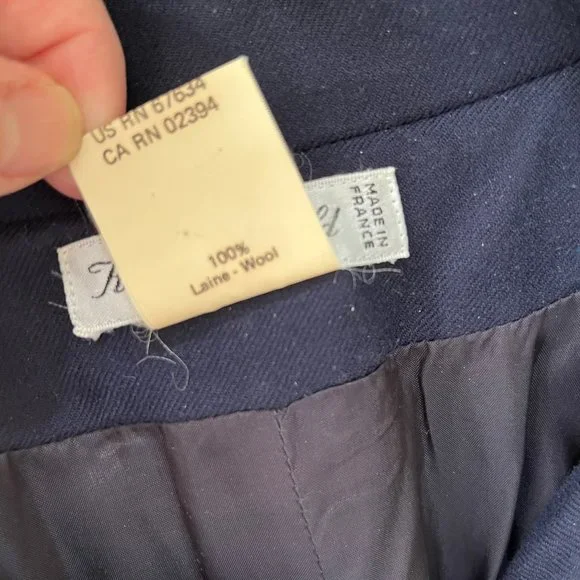 US RN 67634
CA RN 02394
100%
Laine - Wool
MADE IN
FRANCE